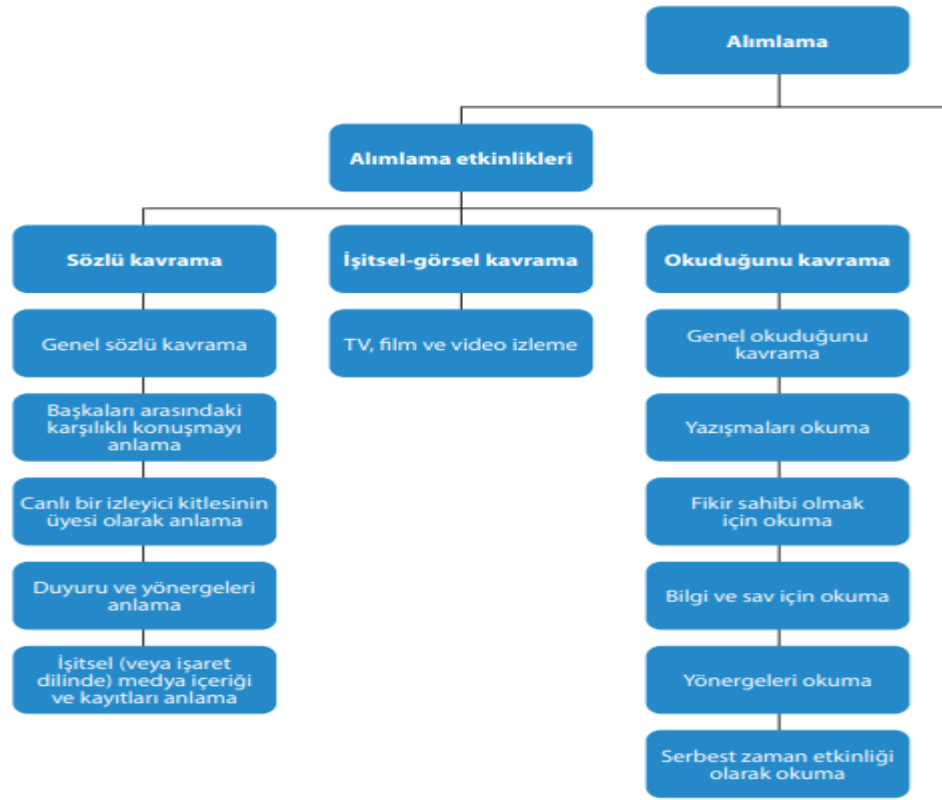 Alımlama
Alımlama etkinlikleri
Sözlü kavrama
Genel sözlü kavrama
Başkaları arasındaki
karşılıklı konuşmayı
anlama
Canlı bir izleyici kitlesinin
üyesi olarak anlama
Duyuru ve yönergeleri
anlama
İşitsel (veya işaret
dilinde) medya içeriği
ve kayıtları anlama
İşitsel-görsel kavrama
TV, film ve video izleme
Okuduğunu kavrama
Genel okuduğunu
kavrama
Yazışmaları okuma
Fikir sahibi olmak
için okuma
Bilgi ve sav için okuma
Yönergeleri okuma
Serbest zaman etkinliği
olarak okuma